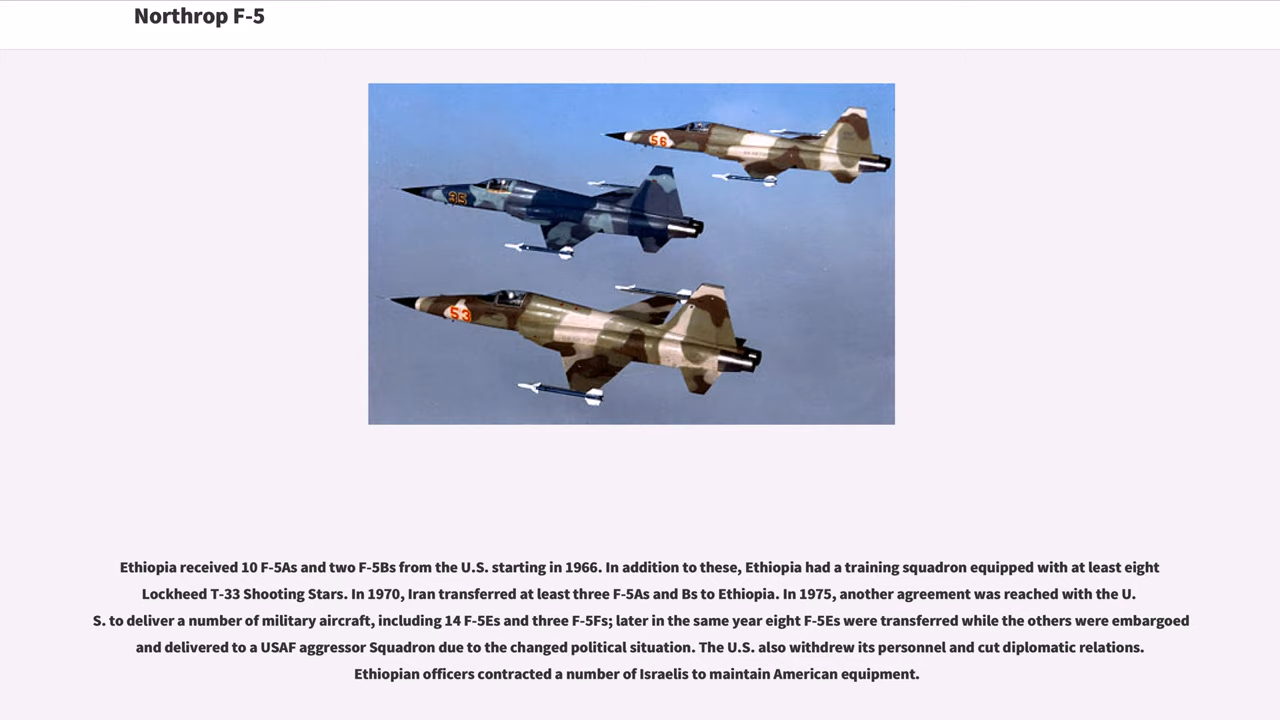 Northrop F-5
56
35
53
Ethiopia received 10 F-5As and two F-5Bs from the U.S. starting in 1966. In addition to these, Ethiopia had a training squadron equipped with at least eight
Lockheed T-33 Shooting Stars. In 1970, Iran transferred at least three F-5As and Bs to Ethiopia. In 1975, another agreement was reached with the U.
S. to deliver a number of military aircraft, including 14 F-5Es and three F-5Fs; later in the same year eight F-5Es were transferred while the others were embargoed
and delivered to a USAF aggressor Squadron due to the changed political situation. The U.S. also withdrew its personnel and cut diplomatic relations.
Ethiopian officers contracted a number of Israelis to maintain American equipment.